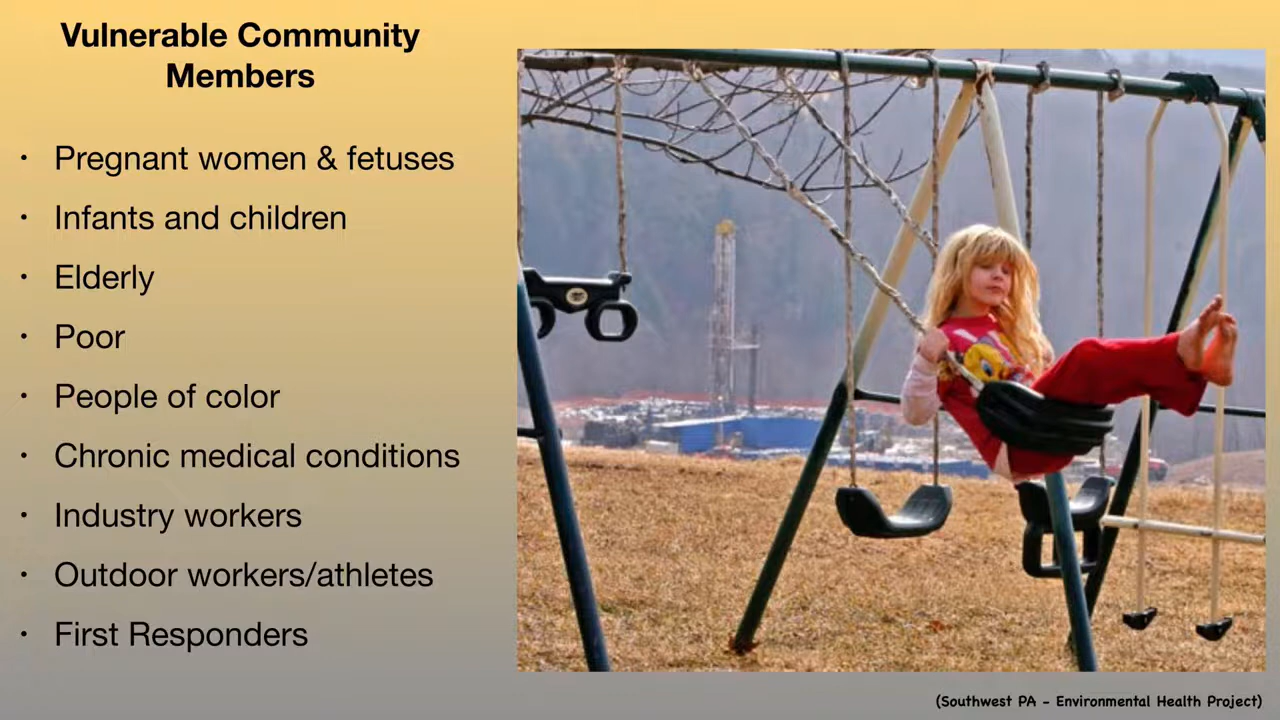 Vulnerable Community
Members
· Pregnant women & fetuses
· Infants and children
· Elderly
· Poor
· People of color
· Chronic medical conditions
· Industry workers
· Outdoor workers/athletes
· First Responders
(Southwest PA - Environmental Health Project)